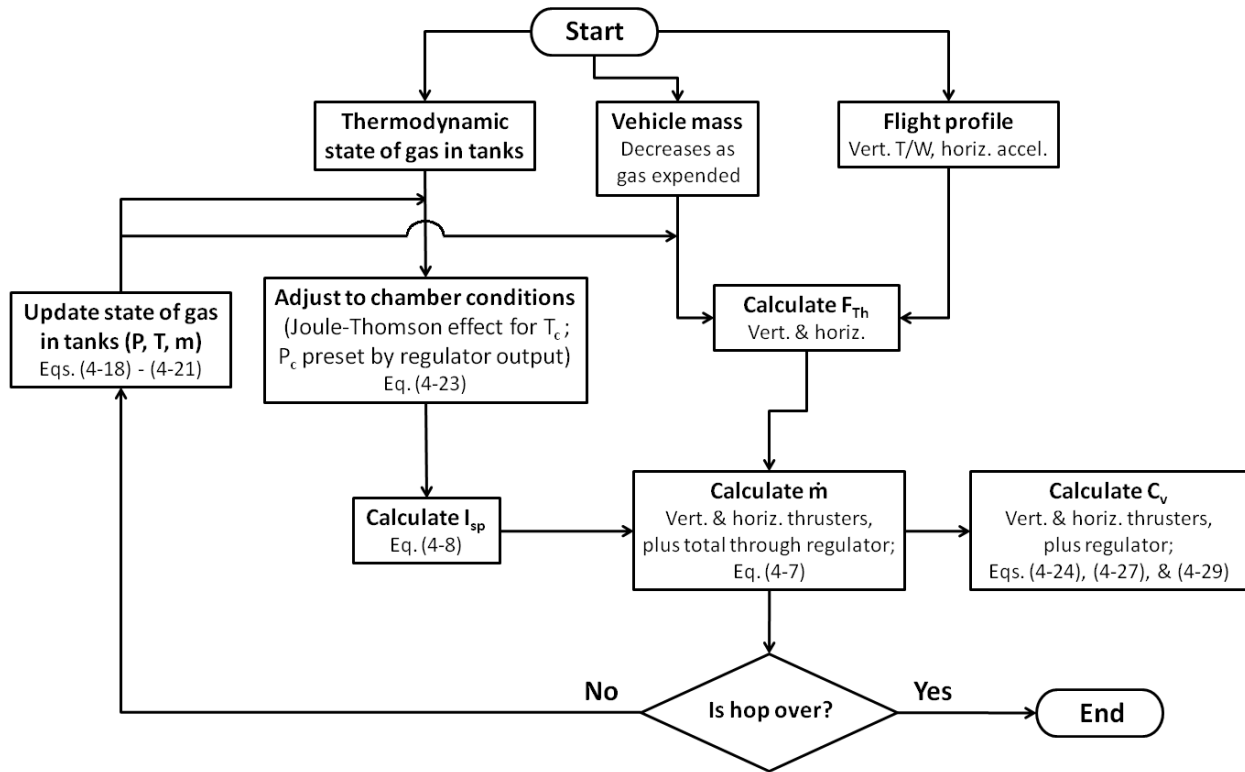 Start
Thermodynamic
state of gas in tanks
Vehicle mass
Decreases as
gas expended
Flight profile
Vert. T/W, horiz. accel.
Update state of gas
in tanks (P, T, m)
Eqs. (4-18) - (4-21)
Adjust to chamber conditions
(Joule-Thomson effect for Tc ;
Pc preset by regulator output)
Eq. (4-23)
Calculate FTh
Vert. & horiz.
Calculate Isp
Eq. (4-8)
Calculate ṁ
Vert. & horiz. thrusters,
plus total through regulator;
Eq. (4-7)
Calculate Cv
Vert. & horiz. thrusters,
plus regulator;
Eqs. (4-24), (4-27), & (4-29)
No
Is hop over?
Yes
End